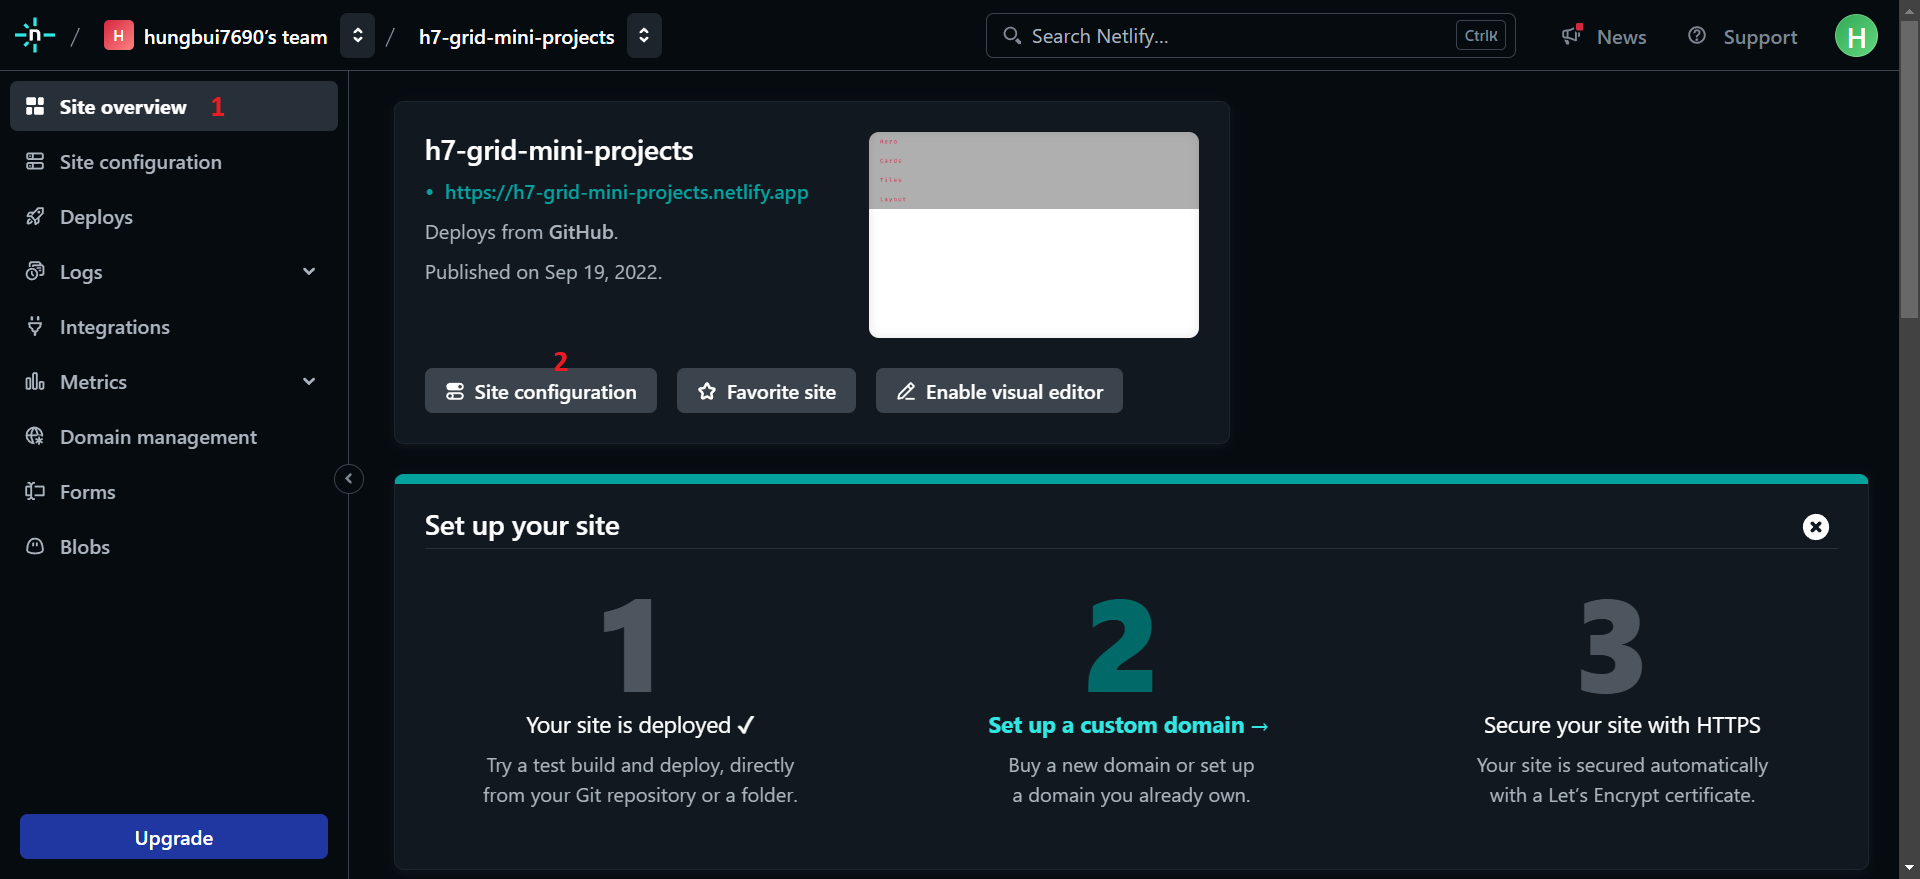 n / H hungbui7690's team / h7-grid-mini-projects Search Netlify... CtrlK News Support H
Site overview 1
Site configuration
Deploys
Logs
Integrations
Metrics
Domain management
Forms
Blobs
Upgrade
h7-grid-mini-projects
• https://h7-grid-mini-projects.netlify.app
Deploys from GitHub.
Published on Sep 19, 2022.
Hero
Cards
Tiles
Layout
2
Site configuration Favorite site Enable visual editor
Set up your site
1
Your site is deployed ✓
Try a test build and deploy, directly
from your Git repository or a folder.
2
Set up a custom domain →
Buy a new domain or set up
a domain you already own.
3
Secure your site with HTTPS
Your site is secured automatically
with a Let's Encrypt certificate.